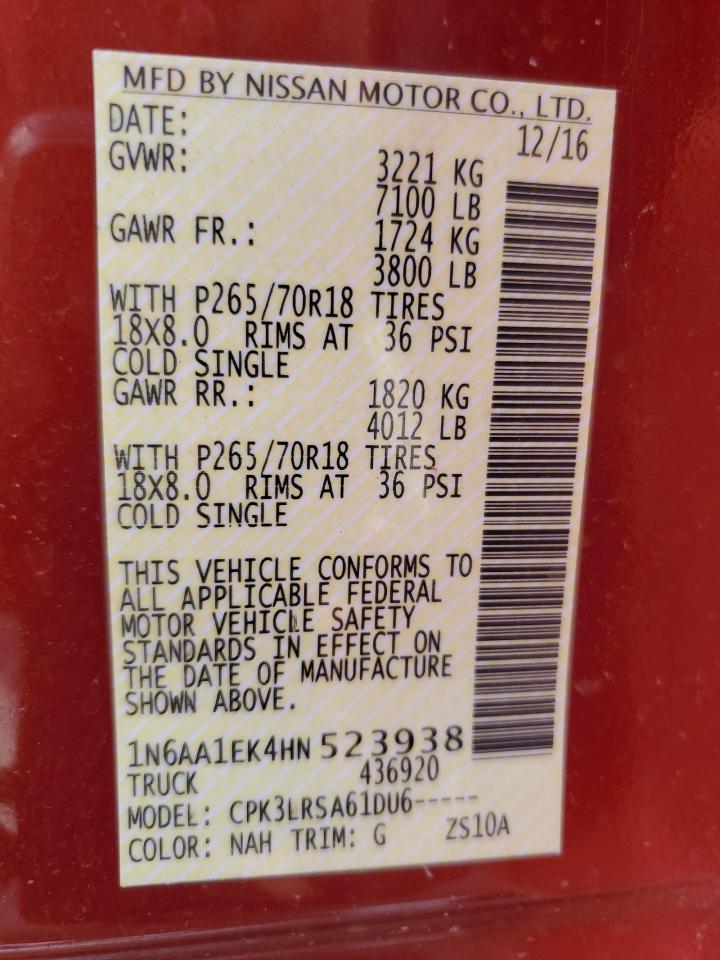 MFD BY NISSAN MOTOR CO., LTD.
DATE: 12/16
GVWR: 3221 KG
7100 LB
GAWR FR.: 1724 KG
3800 LB
WITH P265/70R18 TIRES
18X8.0 RIMS AT 36 PSI
COLD SINGLE
GAWR RR.: 1820 KG
4012 LB
WITH P265/70R18 TIRES
18X8.0 RIMS AT 36 PSI
COLD SINGLE
THIS VEHICLE CONFORMS TO
ALL APPLICABLE FEDERAL
MOTOR VEHICLE SAFETY
STANDARDS IN EFFECT ON
THE DATE OF MANUFACTURE
SHOWN ABOVE.
1N6AA1EK4HN523938
TRUCK 436920
MODEL: CPK3LRSA61DU6-----
COLOR: NAH TRIM: G ZS10A